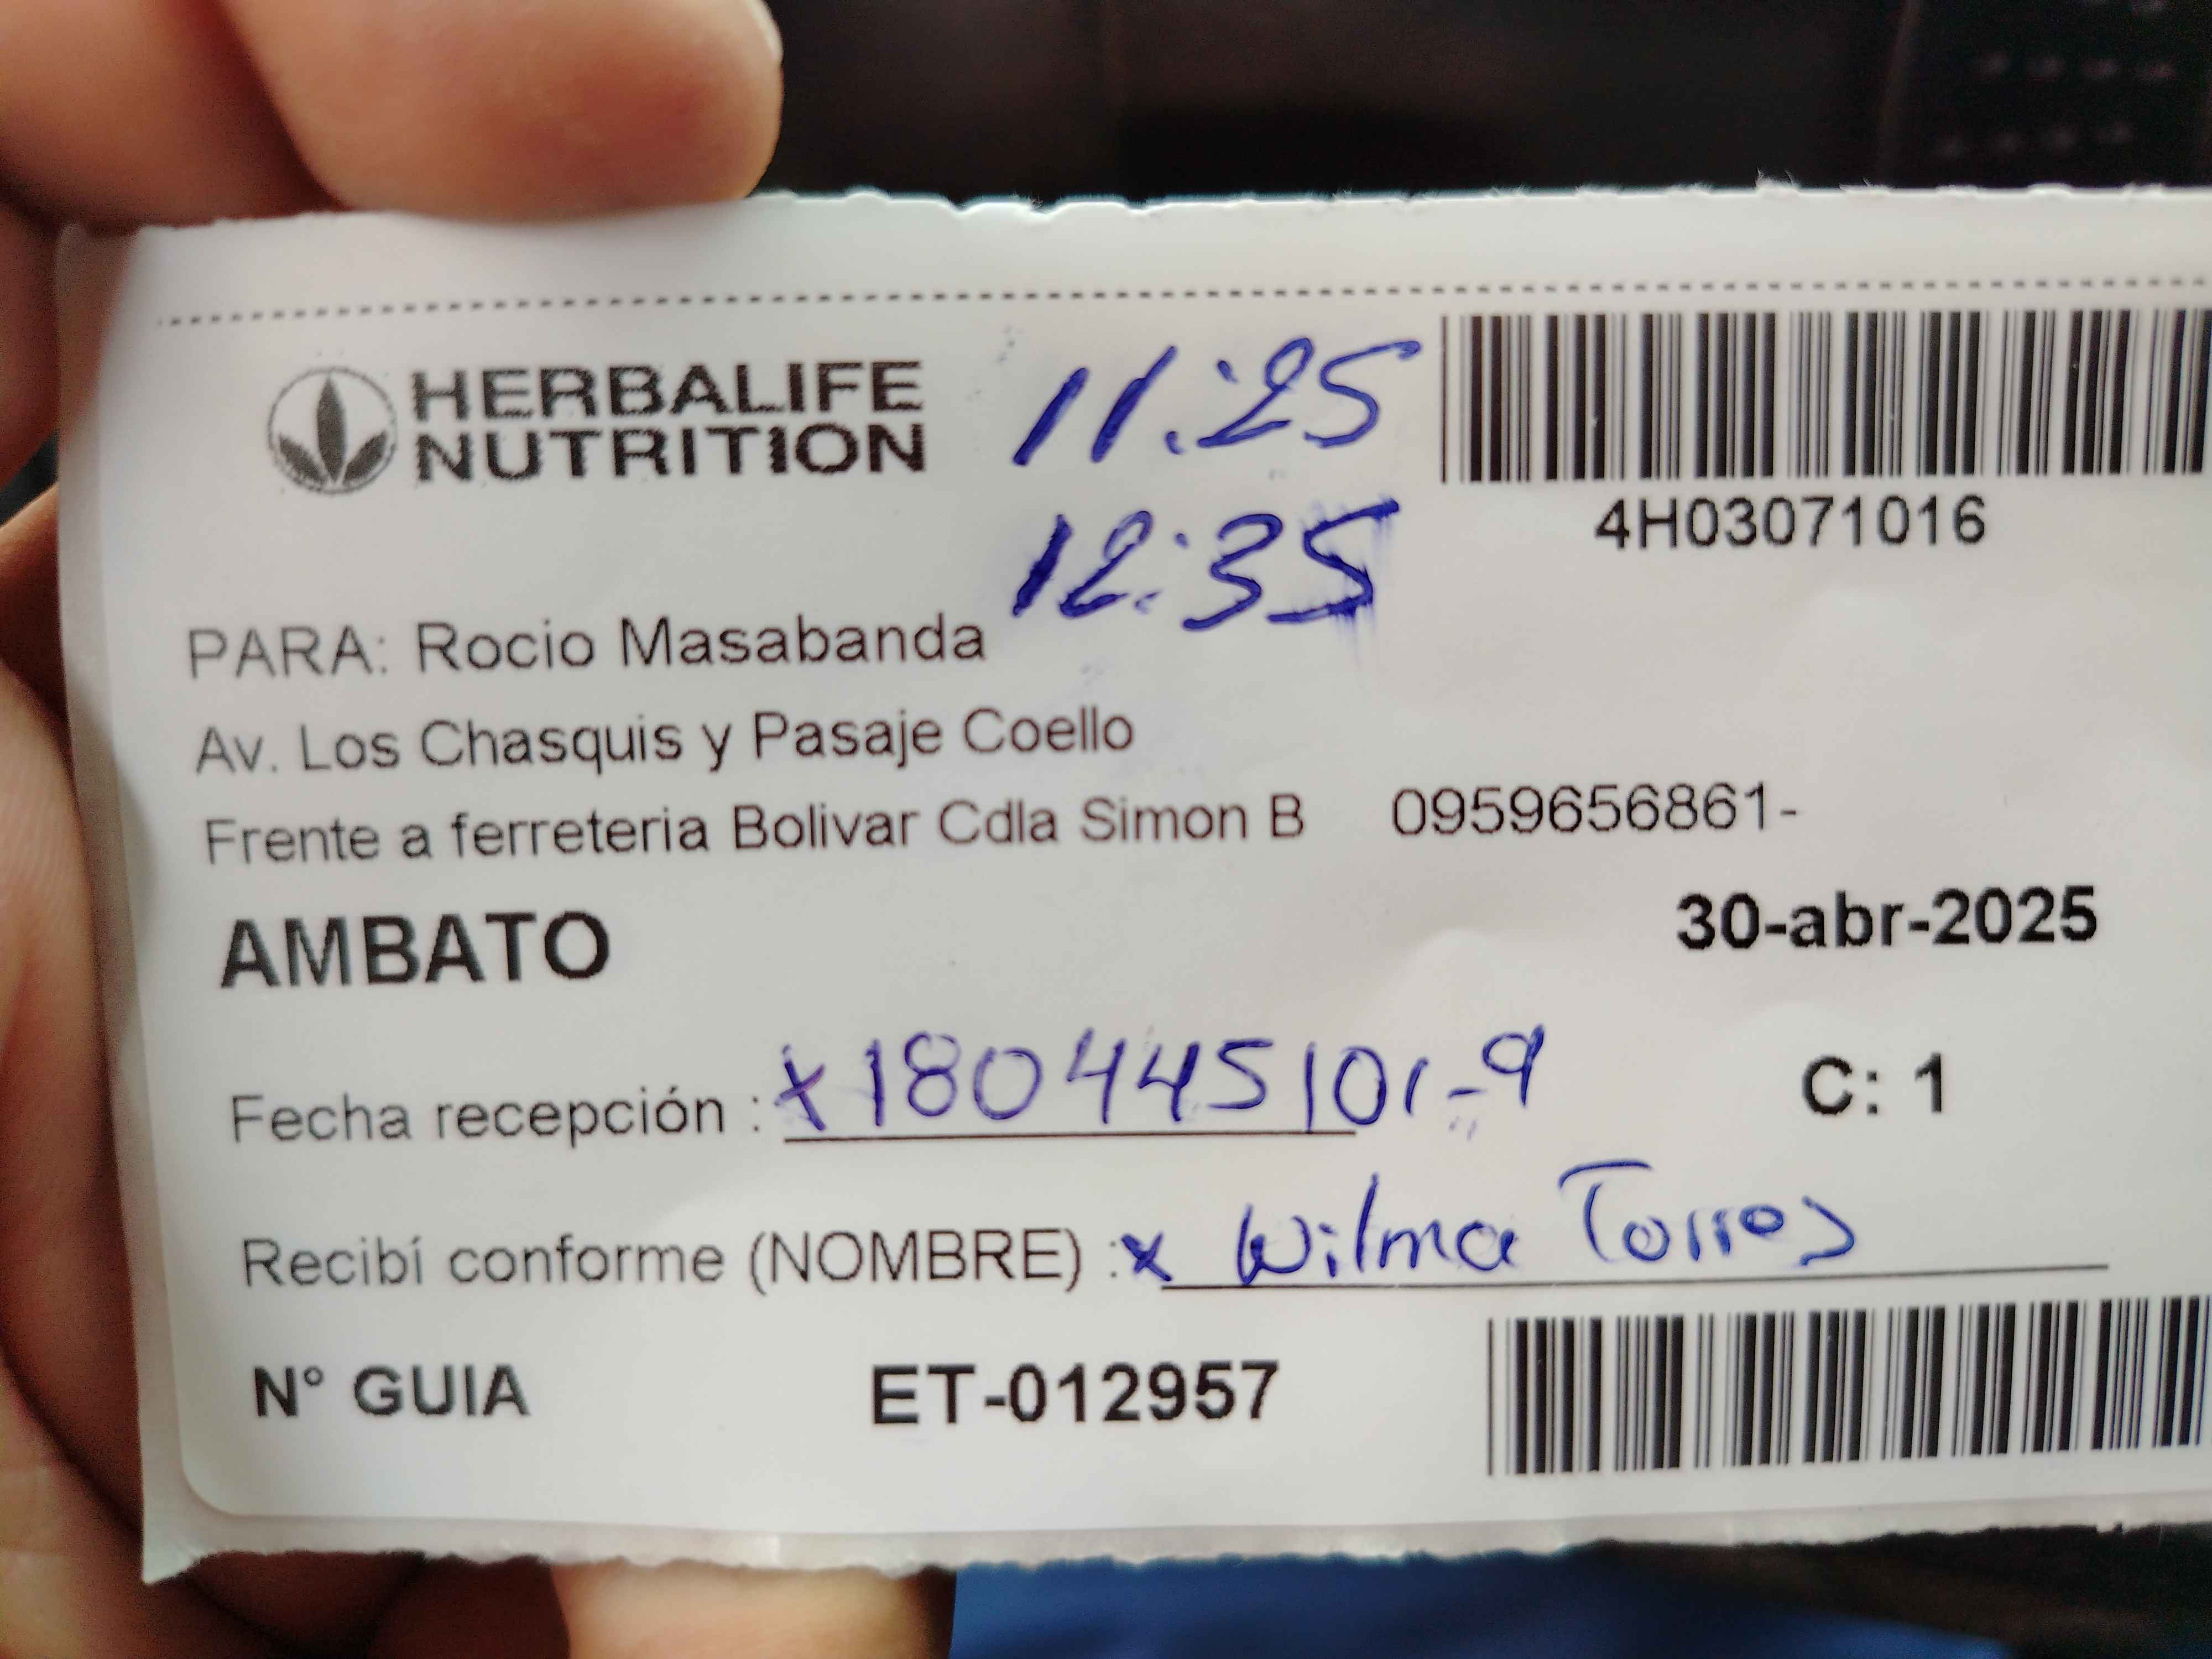 HERBALIFE
NUTRITION
11:25
12:35
4H03071016
PARA: Rocio Masabanda
Av. Los Chasquis y Pasaje Coello
Frente a ferreteria Bolivar Cdla Simon B 0959656861-
AMBATO
30-abr-2025
Fecha recepción : x 180445101-9
C: 1
Recibí conforme (NOMBRE) : x Wilma Torres
N° GUIA ET-012957